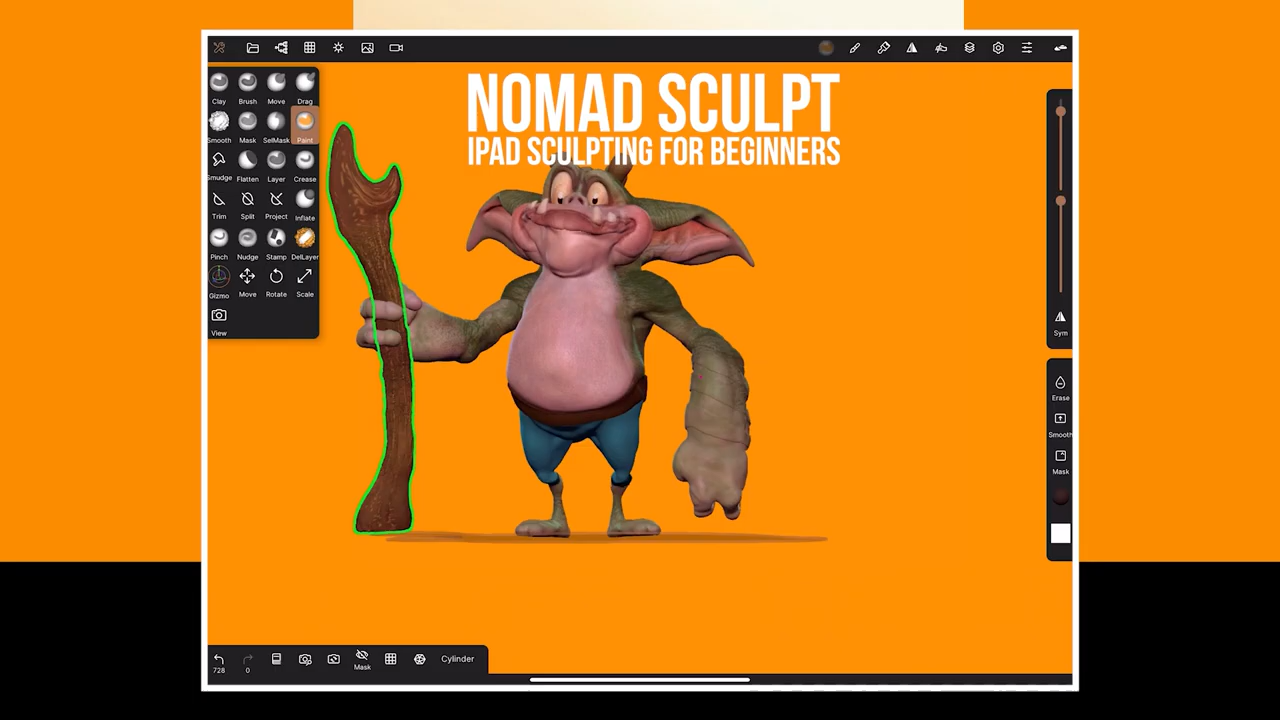 NOMAD SCULPT
IPAD SCULPTING FOR BEGINNERS
Clay Brush Move Drag
Smooth Mask SelMask Paint
Smudge Flatten Layer Crease
Trim Split Project Inflate
Pinch Nudge Stamp DelLayer
Gizmo Move Rotate Scale
View
Sym
Erase
Smooth
Mask
728 0 Mask Cylinder